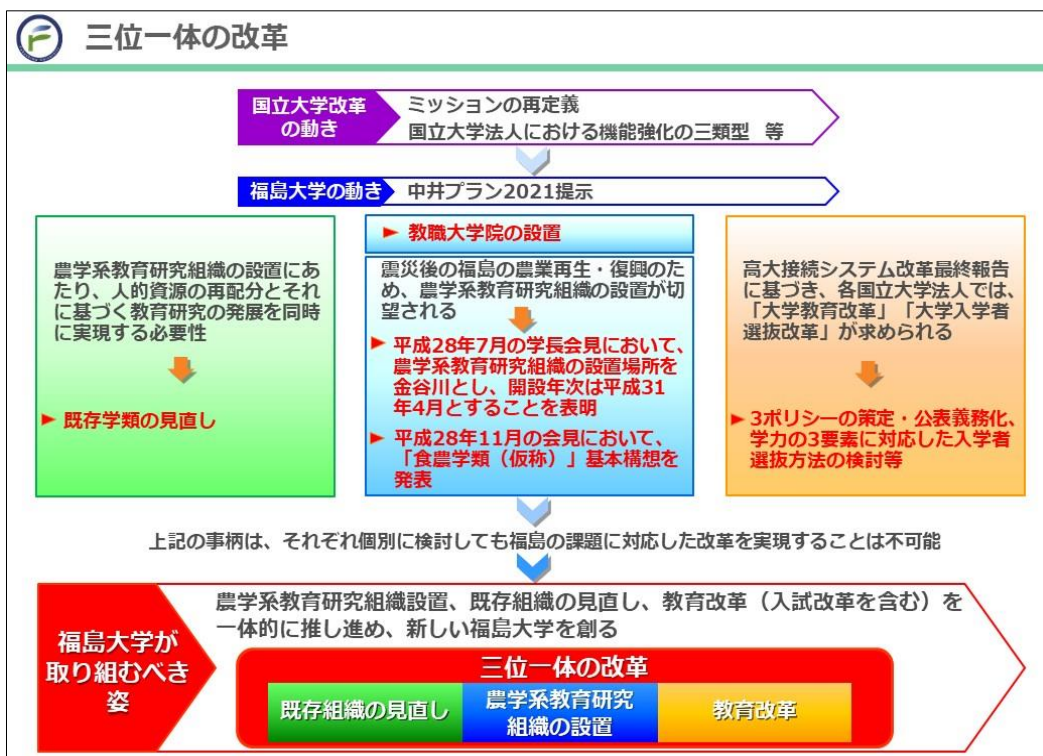 三位一体の改革
国立大学改革
の動き
ミッションの再定義
国立大学法人における機能強化の三類型　等
福島大学の動き
中井プラン2021提示
農学系教育研究組織の設置にあ
たり、人的資源の再配分とそれ
に基づく教育研究の発展を同時
に実現する必要性
► 既存学類の見直し
► 教職大学院の設置
震災後の福島の農業再生・復興のた
め、農学系教育研究組織の設置が切
望される
► 平成28年7月の学長会見において、
農学系教育研究組織の設置場所を
金谷川とし、開設年次は平成31
年4月とすることを表明
► 平成28年11月の会見において、
「食農学類（仮称）」基本構想を
発表
高大接続システム改革最終報告
に基づき、各国立大学法人では、
「大学教育改革」「大学入学者
選抜改革」が求められる
► 3ポリシーの策定・公表義務化、
学力の3要素に対応した入学者
選抜方法の検討等
上記の事柄は、それぞれ個別に検討しても福島の課題に対応した改革を実現することは不可能
福島大学が
取り組むべき
姿
農学系教育研究組織設置、既存組織の見直し、教育改革（入試改革を含む）を
一体的に推し進め、新しい福島大学を創る
三位一体の改革
既存組織の見直し
農学系教育研究
組織の設置
教育改革